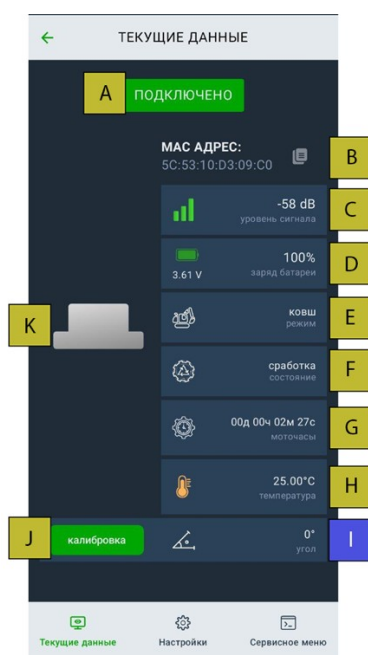 ТЕКУЩИЕ ДАННЫЕ
A ПОДКЛЮЧЕНО
MAC АДРЕС:
5C:53:10:D3:09:C0 B
-58 dB
уровень сигнала C
100%
3.61 V заряд батареи D
ковш
режим E
K
сработка
состояние F
00д 00ч 02м 27с
моточасы G
25.00°C
температура H
J калибровка 0°
угол I
Текущие данные Настройки Сервисное меню